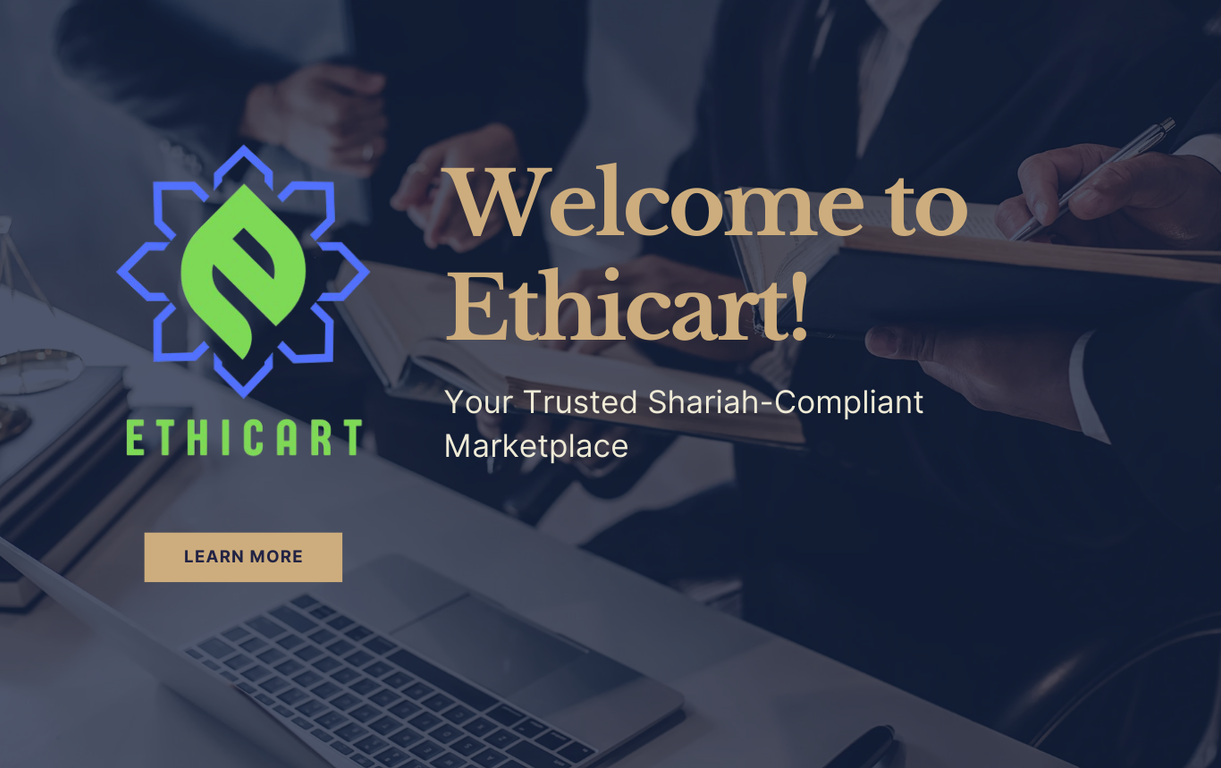 ETHICART
Welcome to
Ethicart!
Your Trusted Shariah-Compliant
Marketplace
LEARN MORE